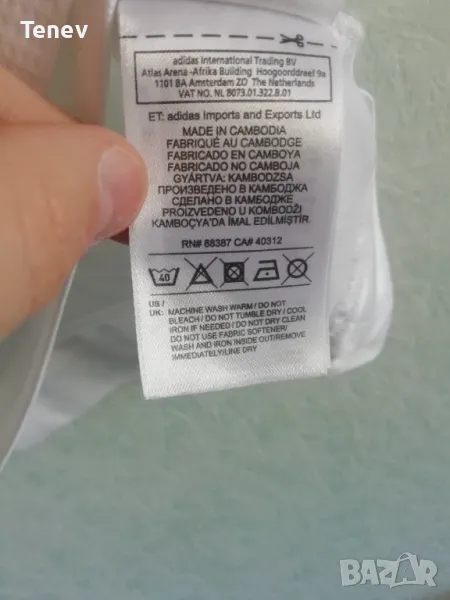 Tenev
adidas International Trading BV
Atlas Arena -Afrika Building Hoogoorddreef 9a
1101 BA Amsterdam ZO The Netherlands
VAT NO. NL 8073.01.322.B.01
ET: adidas Imports and Exports Ltd
MADE IN CAMBODIA
FABRIQUÉ AU CAMBODGE
FABRICADO EN CAMBOYA
FABRICADO NO CAMBOJA
GYÁRTVA: KAMBODZSA
ПРОИЗВЕДЕНО В КАМБОДЖА
СДЕЛАНО В КАМБОДЖЕ
PROIZVEDENO U KOMBODŽI
KAMBOÇYA'DA İMAL EDİLMİŞTİR
RN# 88387 CA# 40312
40
US /
UK: MACHINE WASH WARM / DO NOT
BLEACH / DO NOT TUMBLE DRY / COOL
IRON IF NEEDED / DO NOT DRY CLEAN
DO NOT USE FABRIC SOFTENER/
WASH AND IRON INSIDE OUT/REMOVE
IMMEDIATELY/LINE DRY
BAZAR